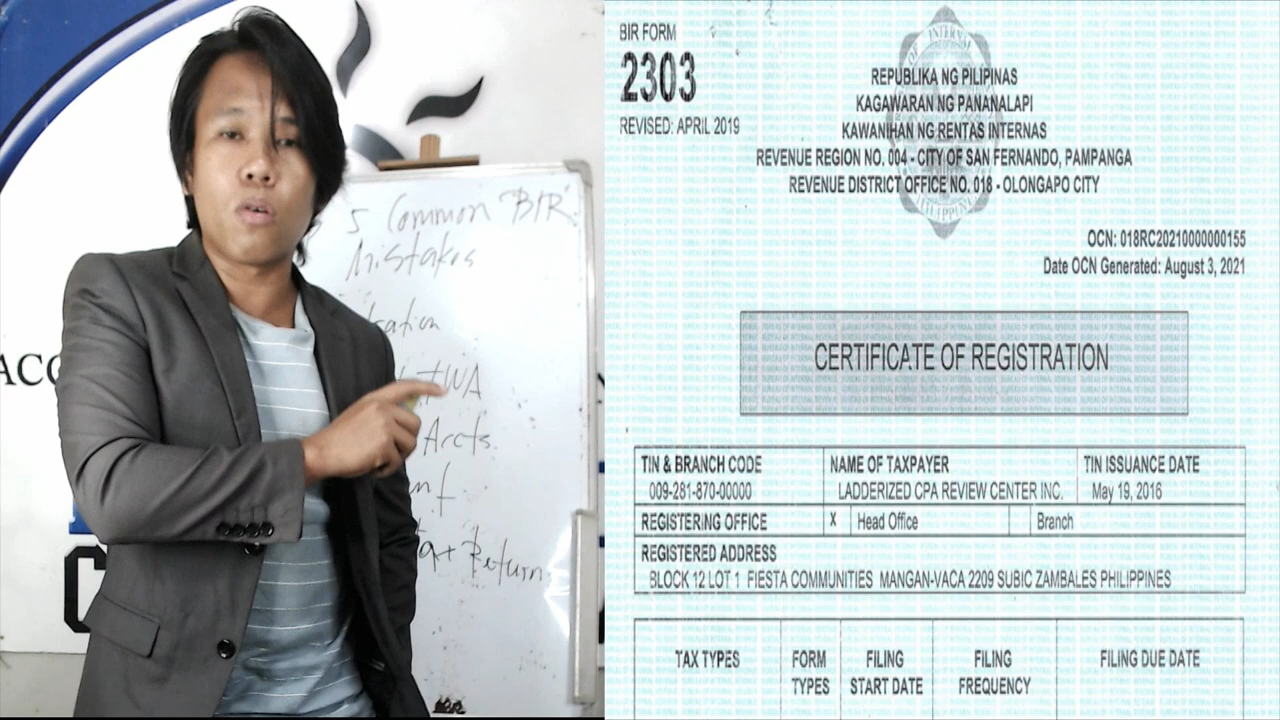 ACC
C
5 Common BIR
Mistakes
Arcts.
Return
BIR FORM
2303
REVISED: APRIL 2019
REPUBLIKA NG PILIPINAS
KAGAWARAN NG PANANALAPI
KAWANIHAN NG RENTAS INTERNAS
REVENUE REGION NO. 004 - CITY OF SAN FERNANDO, PAMPANGA
REVENUE DISTRICT OFFICE NO. 018 - OLONGAPO CITY
OCN: 018RC20210000000155
Date OCN Generated: August 3, 2021
CERTIFICATE OF REGISTRATION
TIN & BRANCH CODE NAME OF TAXPAYER TIN ISSUANCE DATE
009-281-870-00000 LADDERIZED CPA REVIEW CENTER INC. May 19, 2016
REGISTERING OFFICE X Head Office Branch
REGISTERED ADDRESS
BLOCK 12 LOT 1 FIESTA COMMUNITIES MANGAN-VACA 2209 SUBIC ZAMBALES PHILIPPINES
TAX TYPES FORM TYPES FILING START DATE FILING FREQUENCY FILING DUE DATE